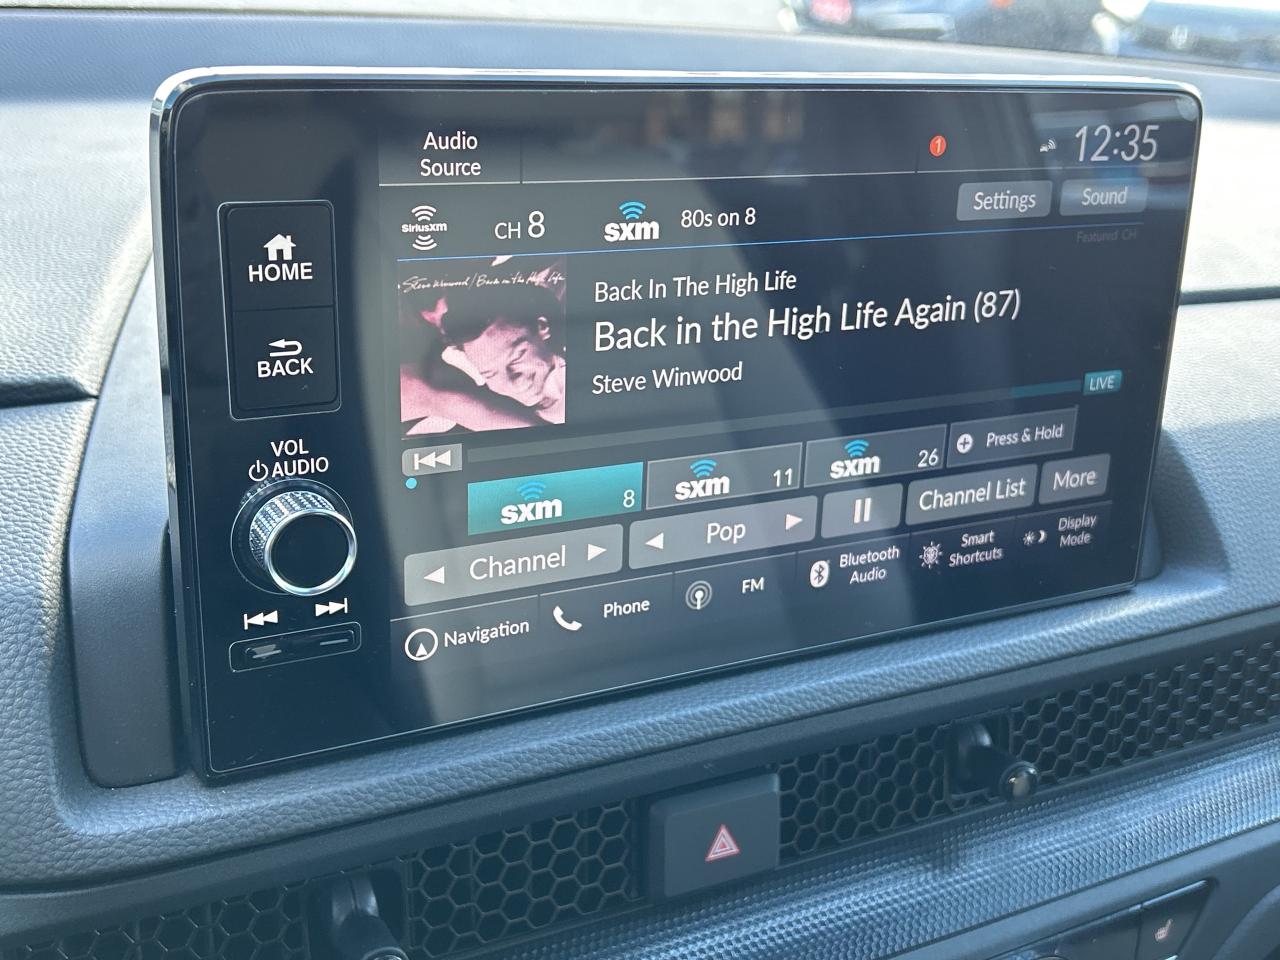 Audio
Source
1
12:35
SiriusXM
CH 8
sxm
80s on 8
Settings
Sound
Featured CH
HOME
BACK
VOL
AUDIO
Steve Winwood/Back in the High Life
Back In The High Life
Back in the High Life Again (87)
Steve Winwood
LIVE
sxm 8
sxm 11
sxm 26
Press & Hold
Channel
Pop
Channel List
More
Navigation
Phone
FM
Bluetooth
Audio
Smart
Shortcuts
Display
Mode